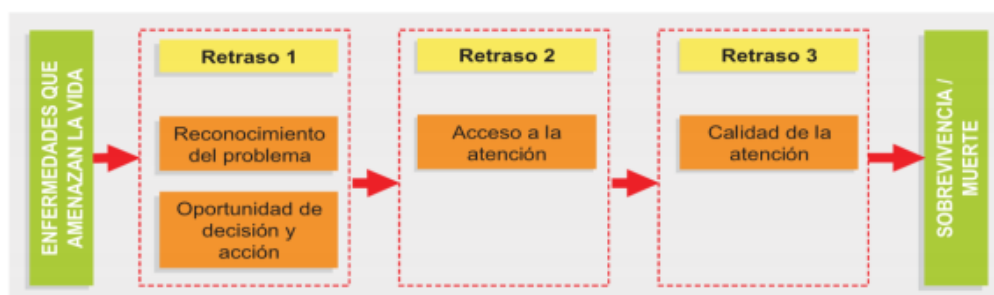 ENFERMEDADES QUE
AMENAZAN LA VIDA
Retraso 1
Reconocimiento
del problema
Oportunidad de
decisión y
acción
Retraso 2
Acceso a la
atención
Retraso 3
Calidad de la
atención
SOBREVIVENCIA /
MUERTE